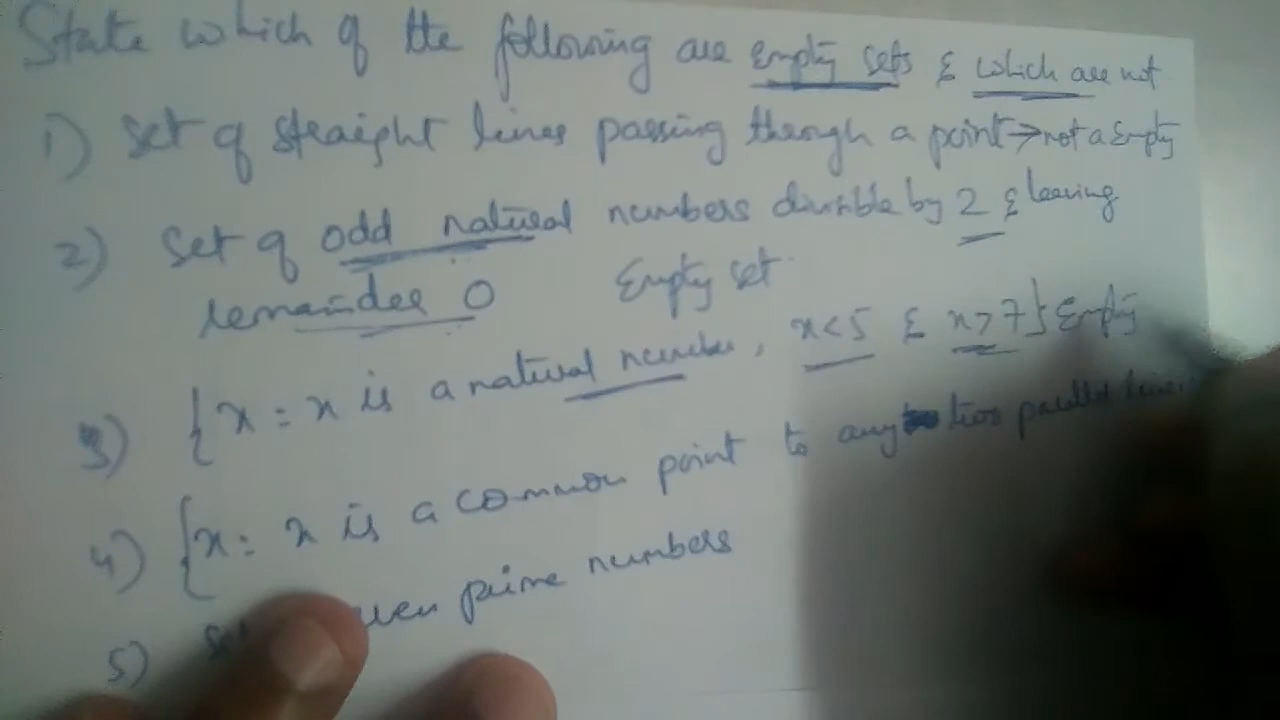 State which of the following are Empty sets & which are not
1) Set of straight lines passing through a point → not a Empty
2) Set of odd natural numbers divisible by 2 & leaving
remainder 0 Empty set
3) {x : x is a natural number, x < 5 & x > 7} Empty
4) {x : x is a common point to any two parallel lines
5) even prime numbers